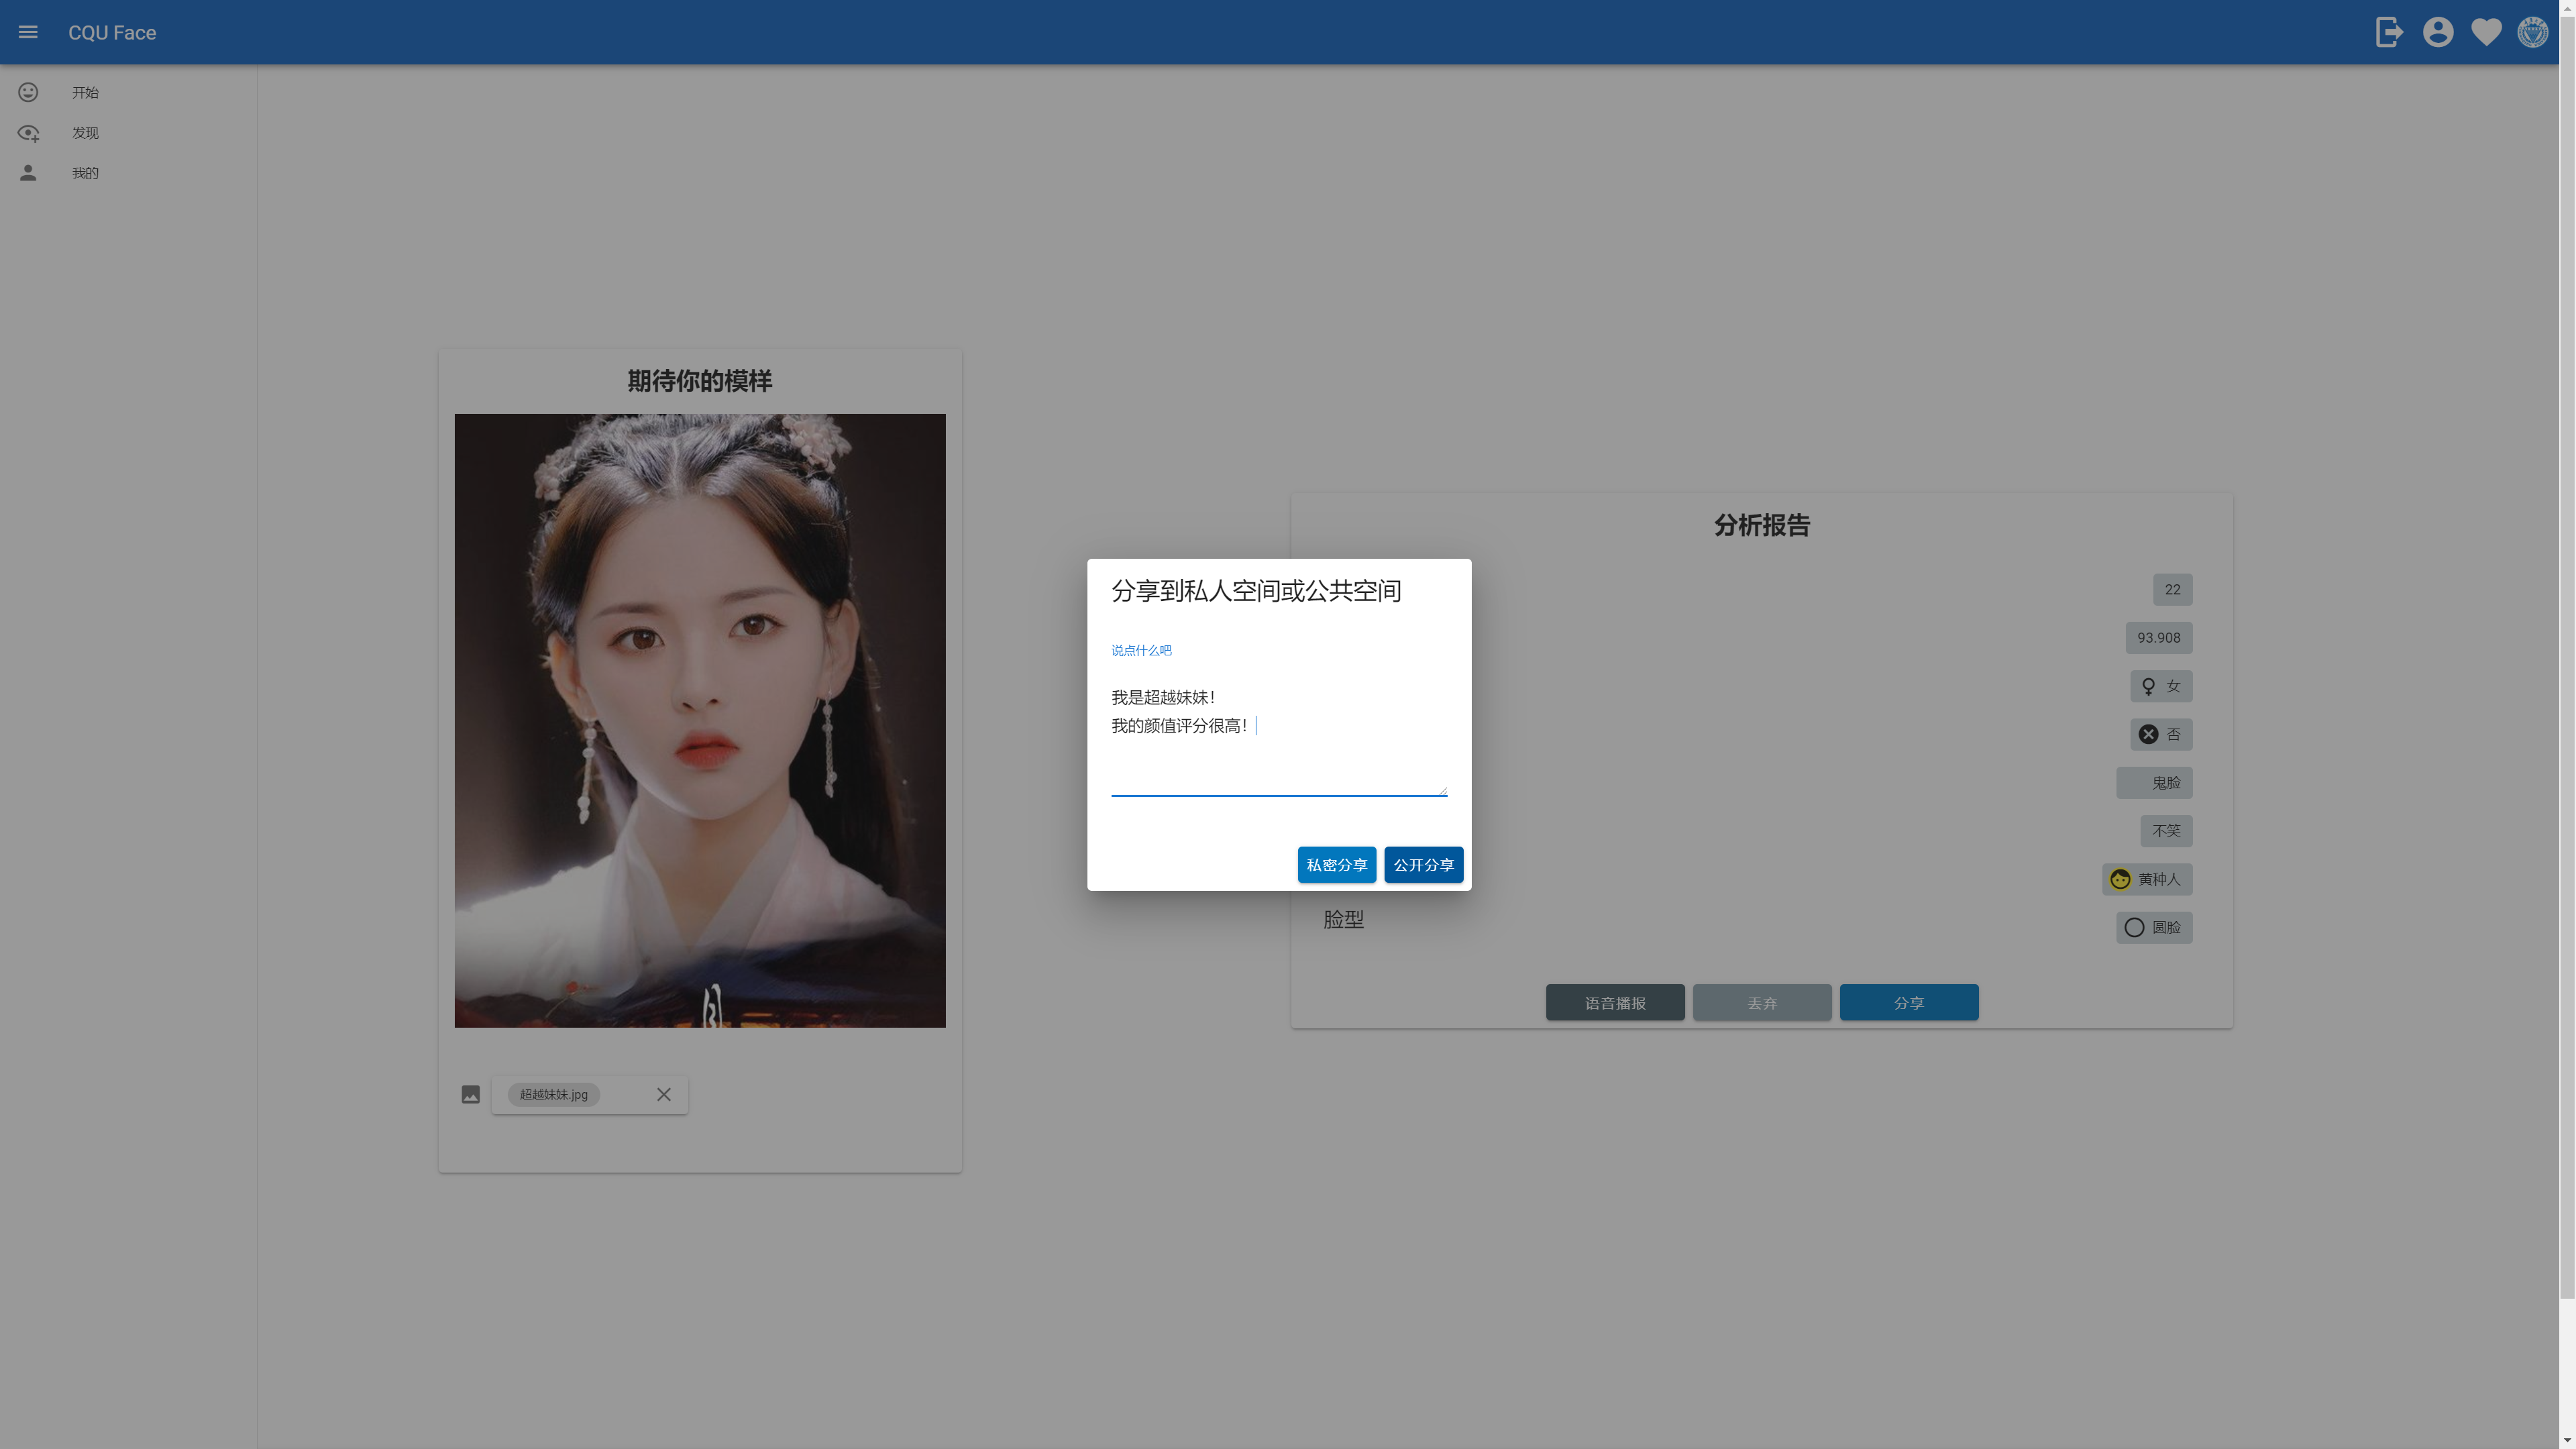 CQU Face
开始
发现
我的
期待你的模样
超越妹妹.jpg
分享到私人空间或公共空间
说点什么吧
我是超越妹妹！
我的颜值评分很高！
私密分享
公开分享
分析报告
22
93.908
女
否
鬼脸
不笑
黄种人
脸型
圆脸
语音播报
丢弃
分享